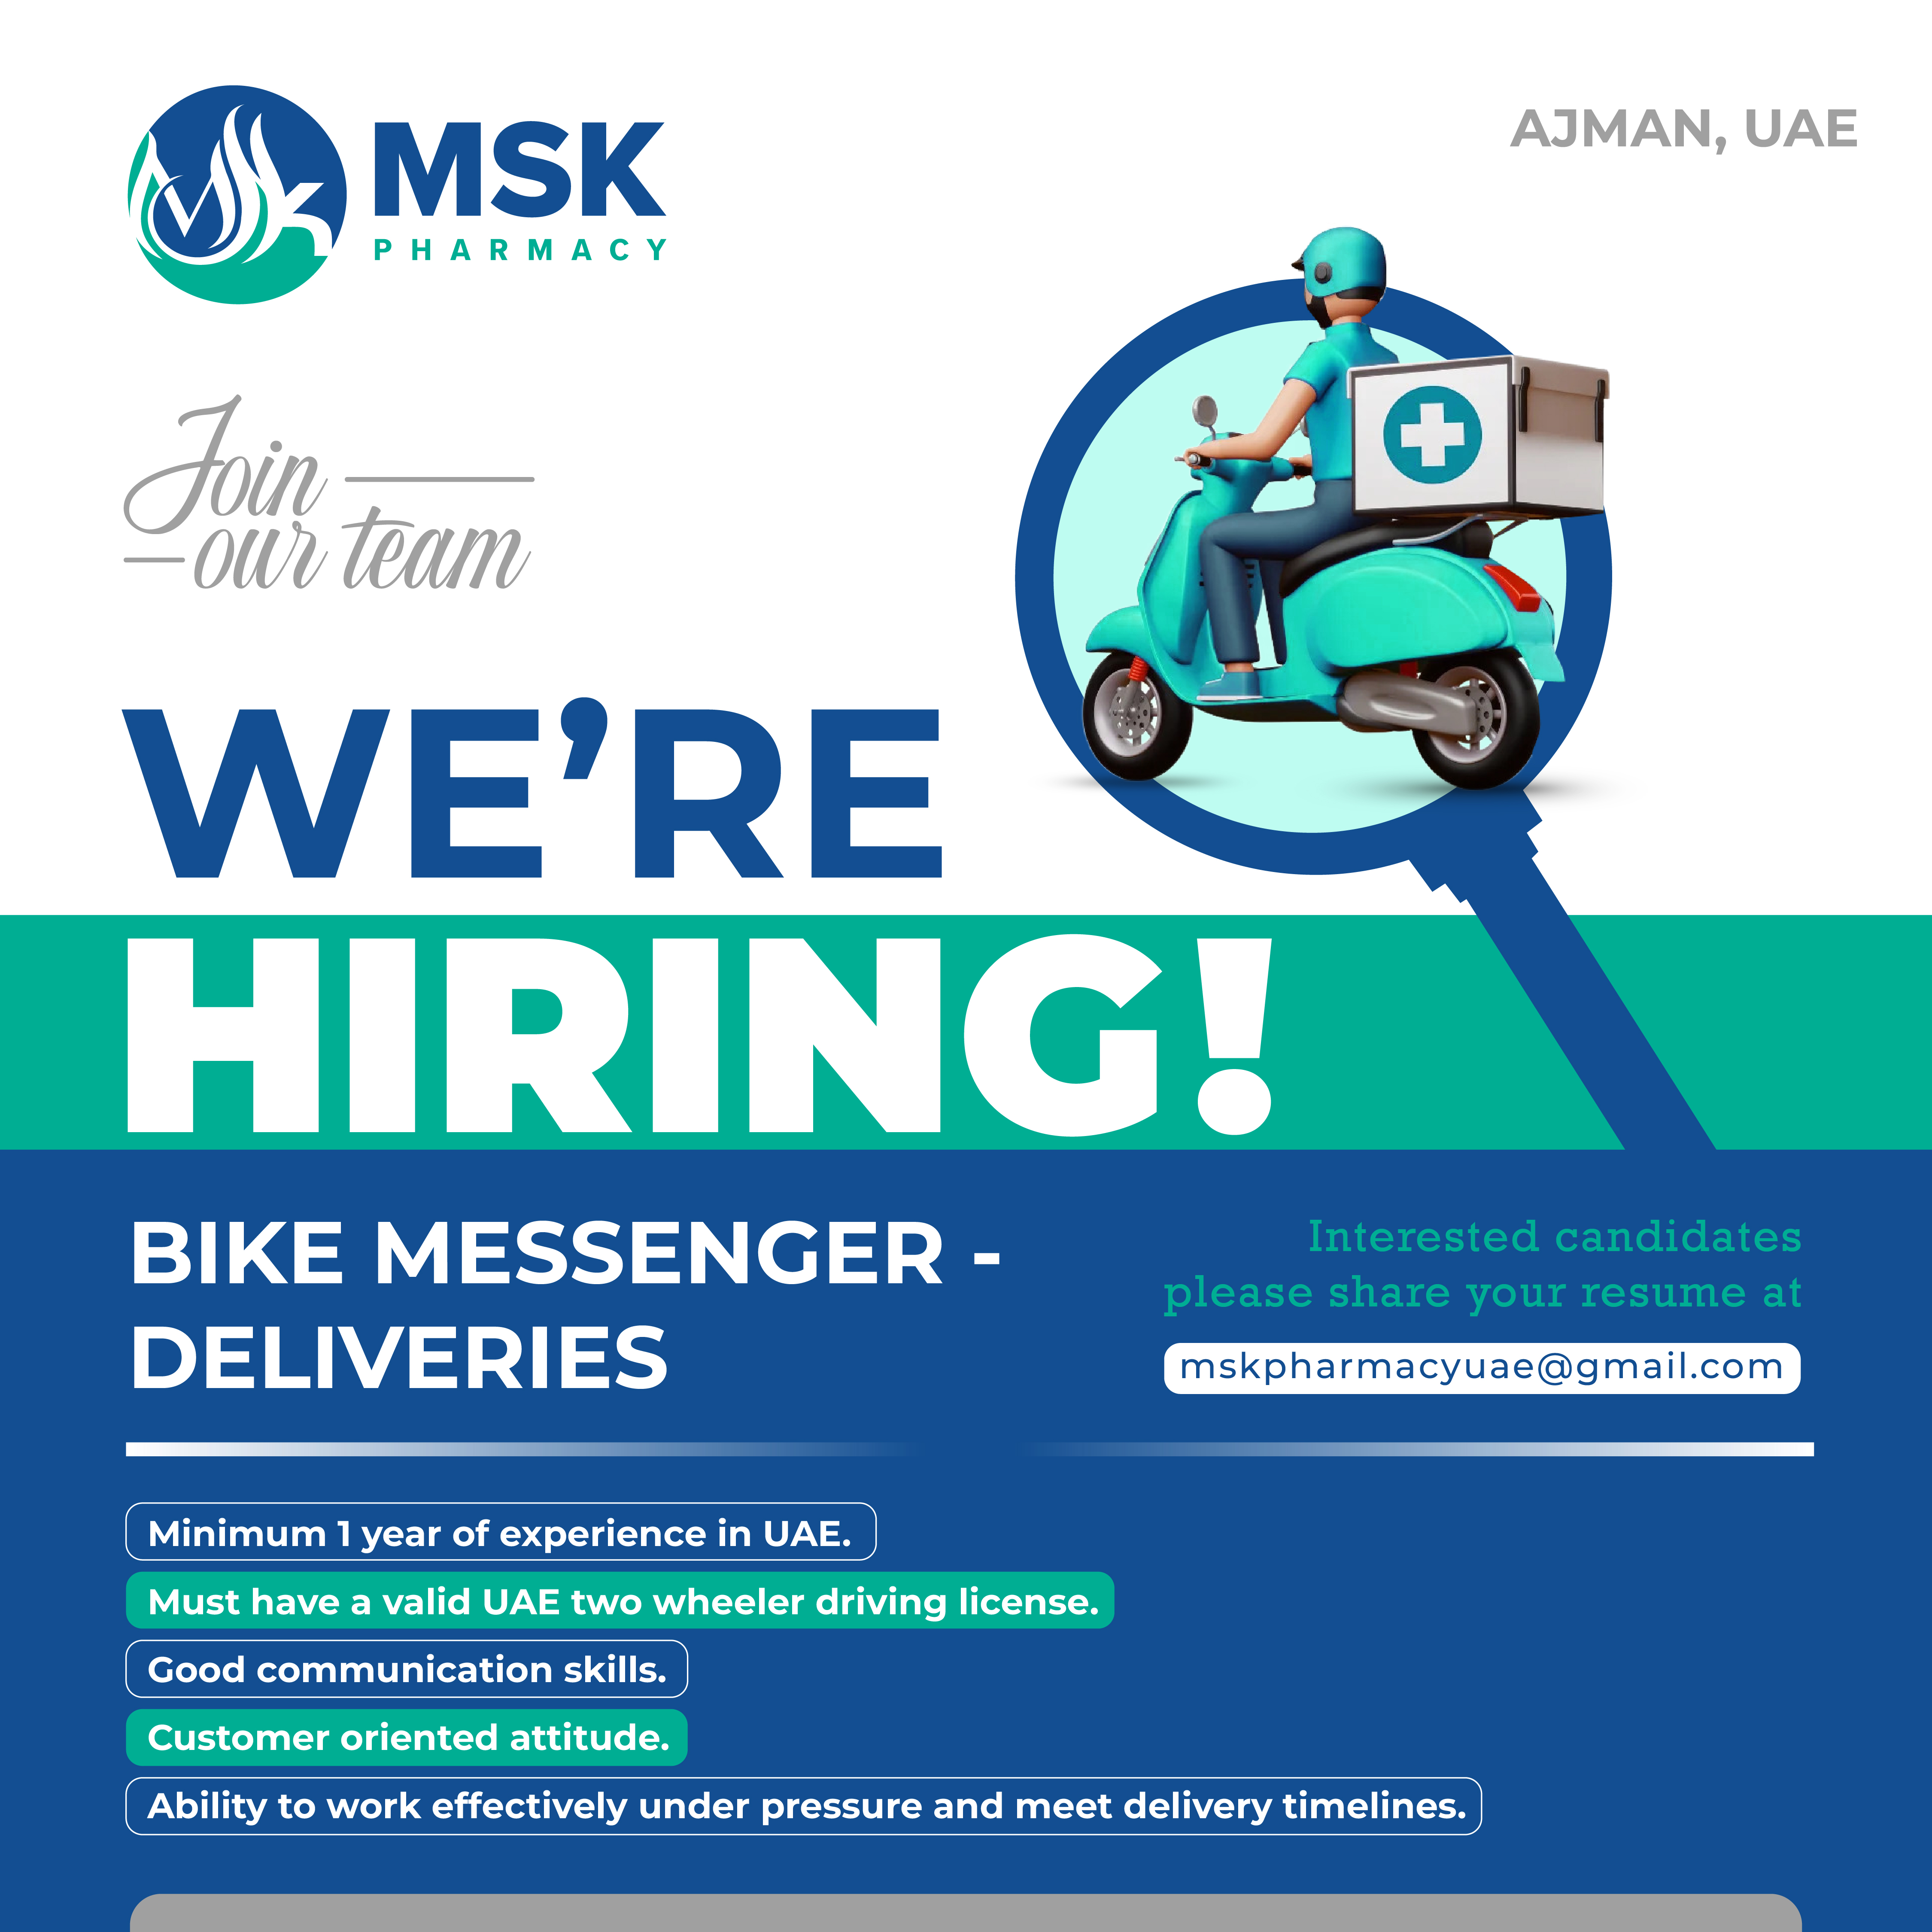 MSK
PHARMACY
AJMAN, UAE
Join
our team
WE’RE
HIRING!
BIKE MESSENGER -
DELIVERIES
Interested candidates
please share your resume at
mskpharmacyuae@gmail.com
Minimum 1 year of experience in UAE.
Must have a valid UAE two wheeler driving license.
Good communication skills.
Customer oriented attitude.
Ability to work effectively under pressure and meet delivery timelines.